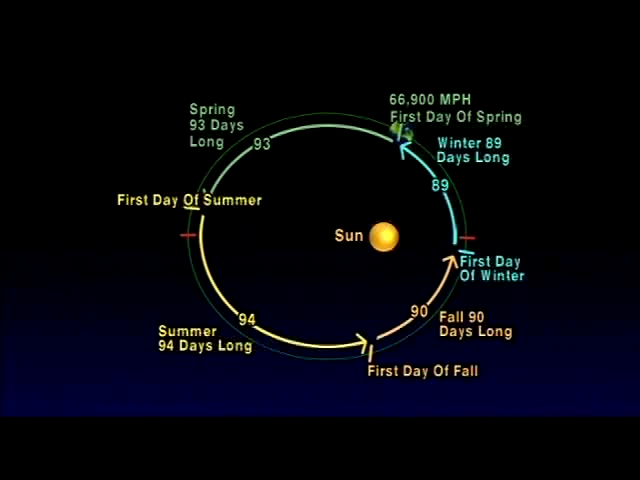 66,900 MPH
First Day Of Spring
Spring
93 Days
Long
93
Winter 89
Days Long
89
First Day Of Summer
Sun
First Day
Of Winter
94
90
Fall 90
Days Long
Summer
94 Days Long
First Day Of Fall